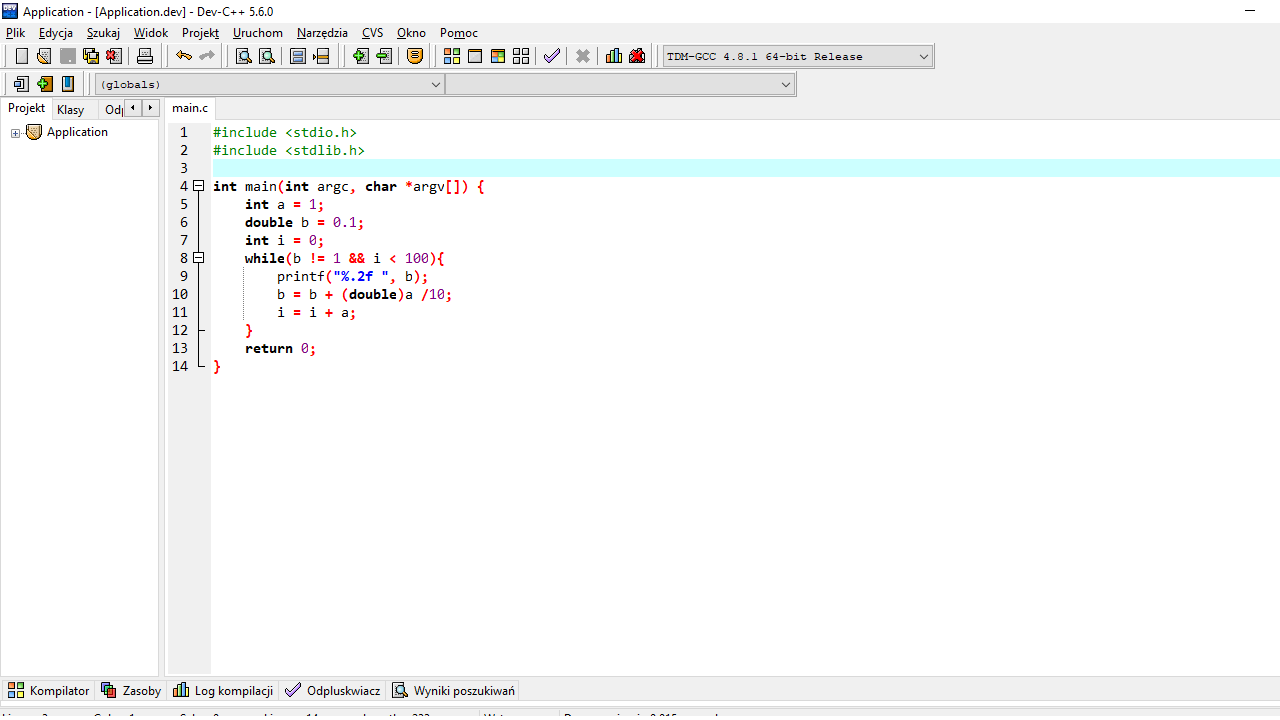 Application - [Application.dev] - Dev-C++ 5.6.0
Plik Edycja Szukaj Widok Projekt Uruchom Narzędzia CVS Okno Pomoc
TDM-GCC 4.8.1 64-bit Release
(globals)
Projekt Klasy
main.c
Application
1 #include <stdio.h>
2 #include <stdlib.h>
3
4 int main(int argc, char *argv[]) {
5 int a = 1;
6 double b = 0.1;
7 int i = 0;
8 while(b != 1 && i < 100){
9 printf("%.2f ", b);
10 b = b + (double)a /10;
11 i = i + a;
12 }
13 return 0;
14 }
Kompilator Zasoby Log kompilacji Odpluskwiacz Wyniki poszukiwań